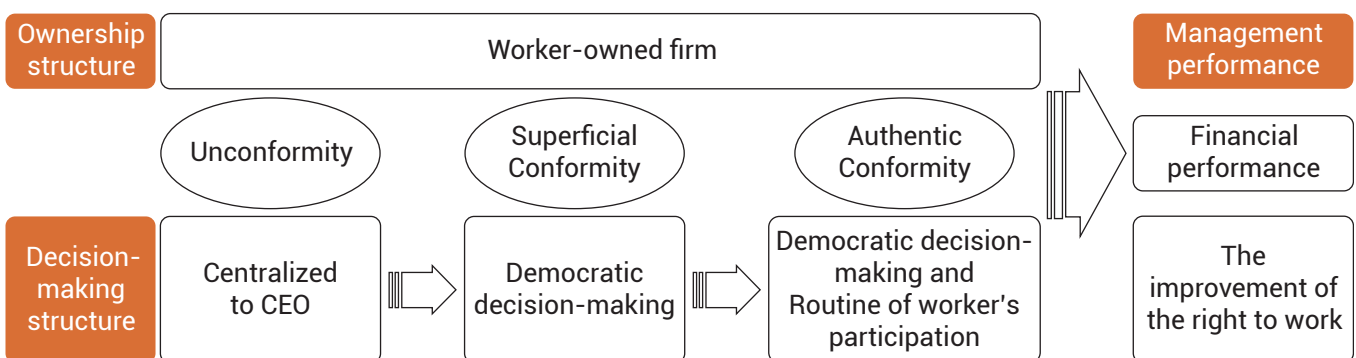 Ownership
structure
Worker-owned firm
Management
performance
Unconformity
Superficial
Conformity
Authentic
Conformity
Financial
performance
Decision-
making
structure
Centralized
to CEO
Democratic
decision-making
Democratic decision-
making and
Routine of worker's
participation
The
improvement of
the right to work